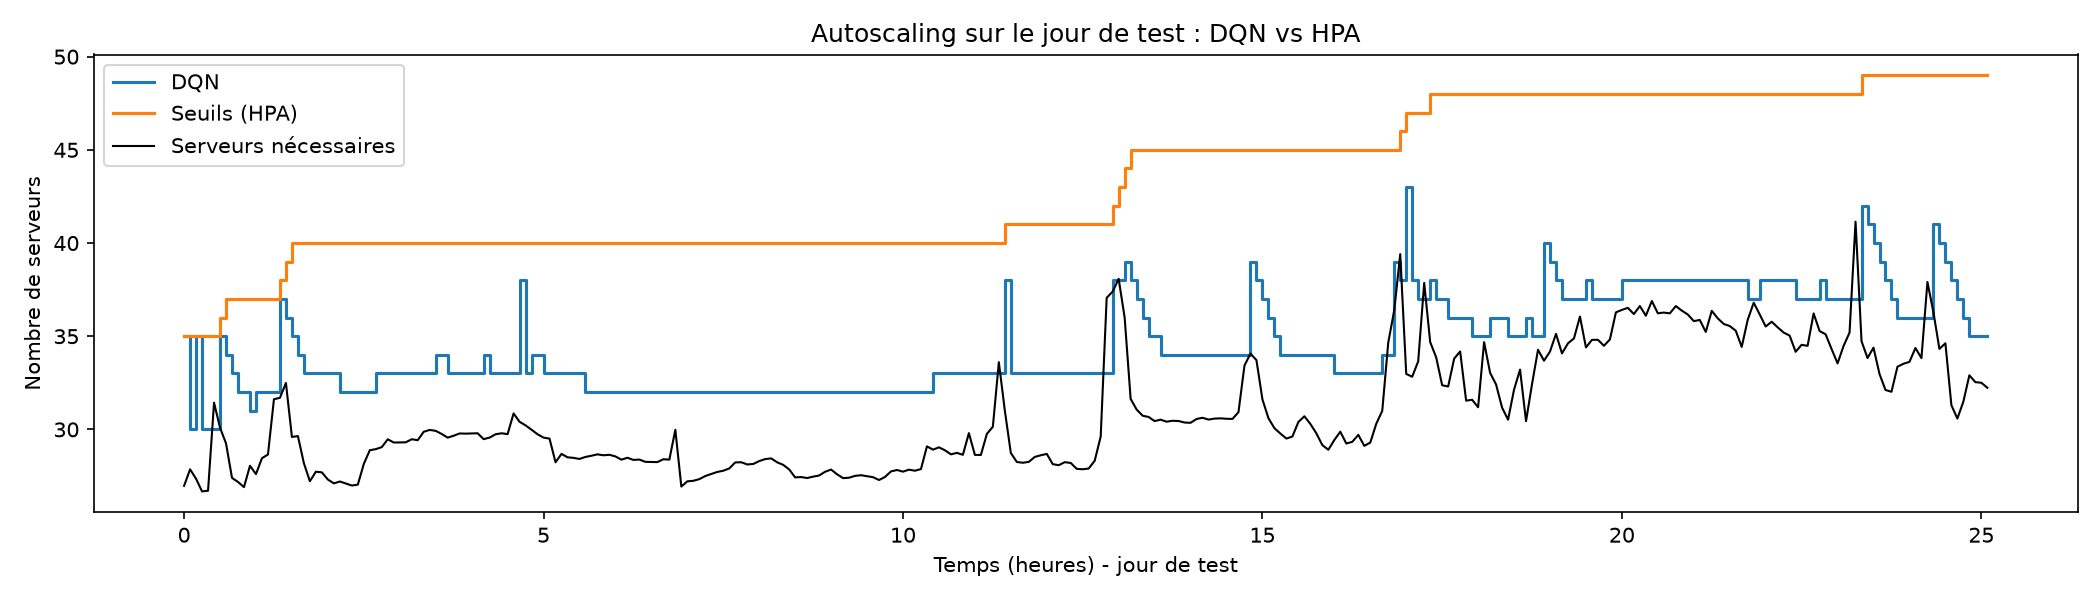 Autoscaling sur le jour de test : DQN vs HPA
DQN
Seuils (HPA)
Serveurs nécessaires
Nombre de serveurs
50
45
40
35
30
0
5
10
15
20
25
Temps (heures) - jour de test